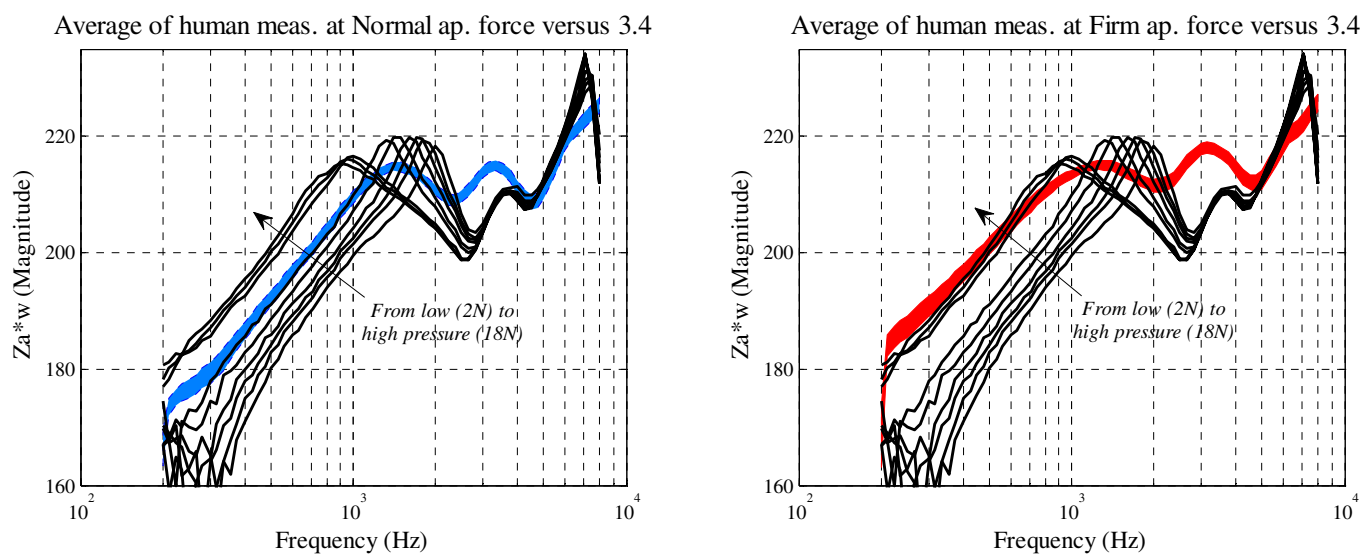 Average of human meas. at Normal ap. force versus 3.4
Za*w (Magnitude)
220
200
180
160
From low (2N) to
high pressure (18N)
10^2
10^3
10^4
Frequency (Hz)
Average of human meas. at Firm ap. force versus 3.4
Za*w (Magnitude)
220
200
180
160
From low (2N) to
high pressure (18N)
10^2
10^3
10^4
Frequency (Hz)